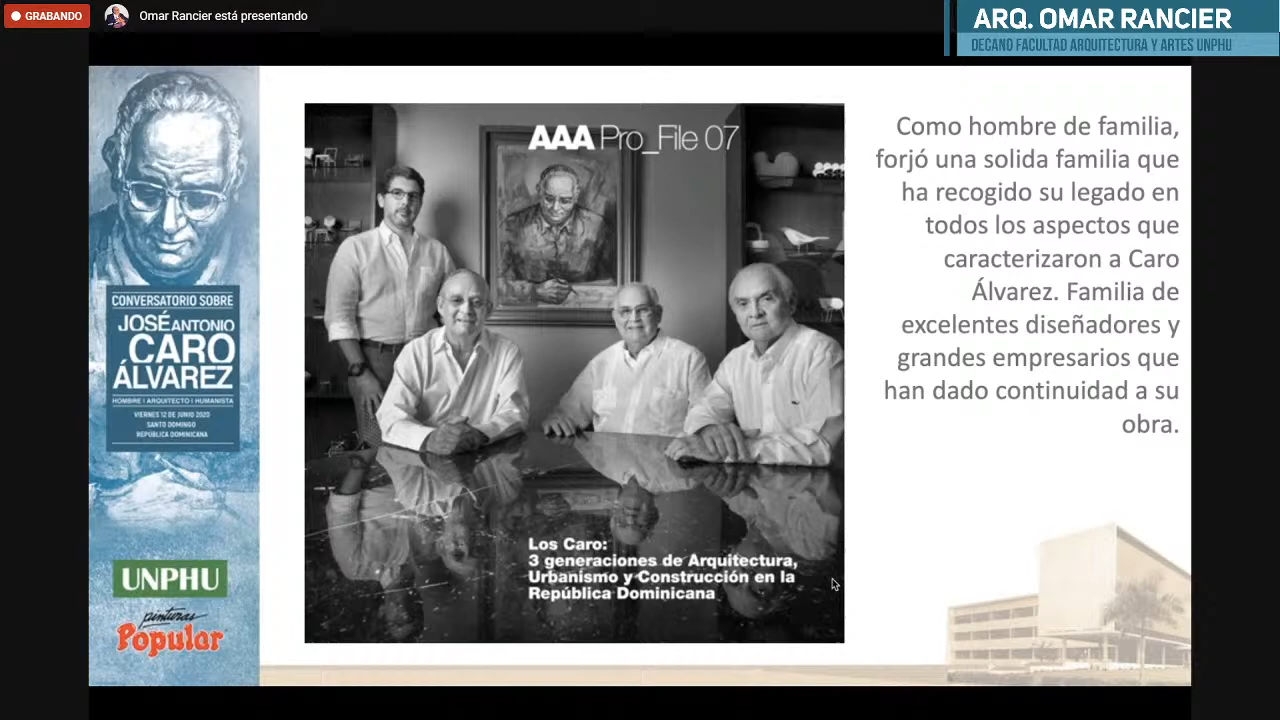 GRABANDO
Omar Rancier está presentando
ARQ. OMAR RANCIER
DECANO FACULTAD ARQUITECTURA Y ARTES UNPHU
CONVERSATORIO SOBRE
JOSÉ ANTONIO
CARO
ÁLVAREZ
HOMBRE | ARQUITECTO | HUMANISTA
VIERNES 12 DE JUNIO 2020
SANTO DOMINGO
REPÚBLICA DOMINICANA
UNPHU
pinturas
Popular
AAA Pro_File 07
Los Caro:
3 generaciones de Arquitectura,
Urbanismo y Construcción en la
República Dominicana
Como hombre de familia,
forjó una solida familia que
ha recogido su legado en
todos los aspectos que
caracterizaron a Caro
Álvarez. Familia de
excelentes diseñadores y
grandes empresarios que
han dado continuidad a su
obra.